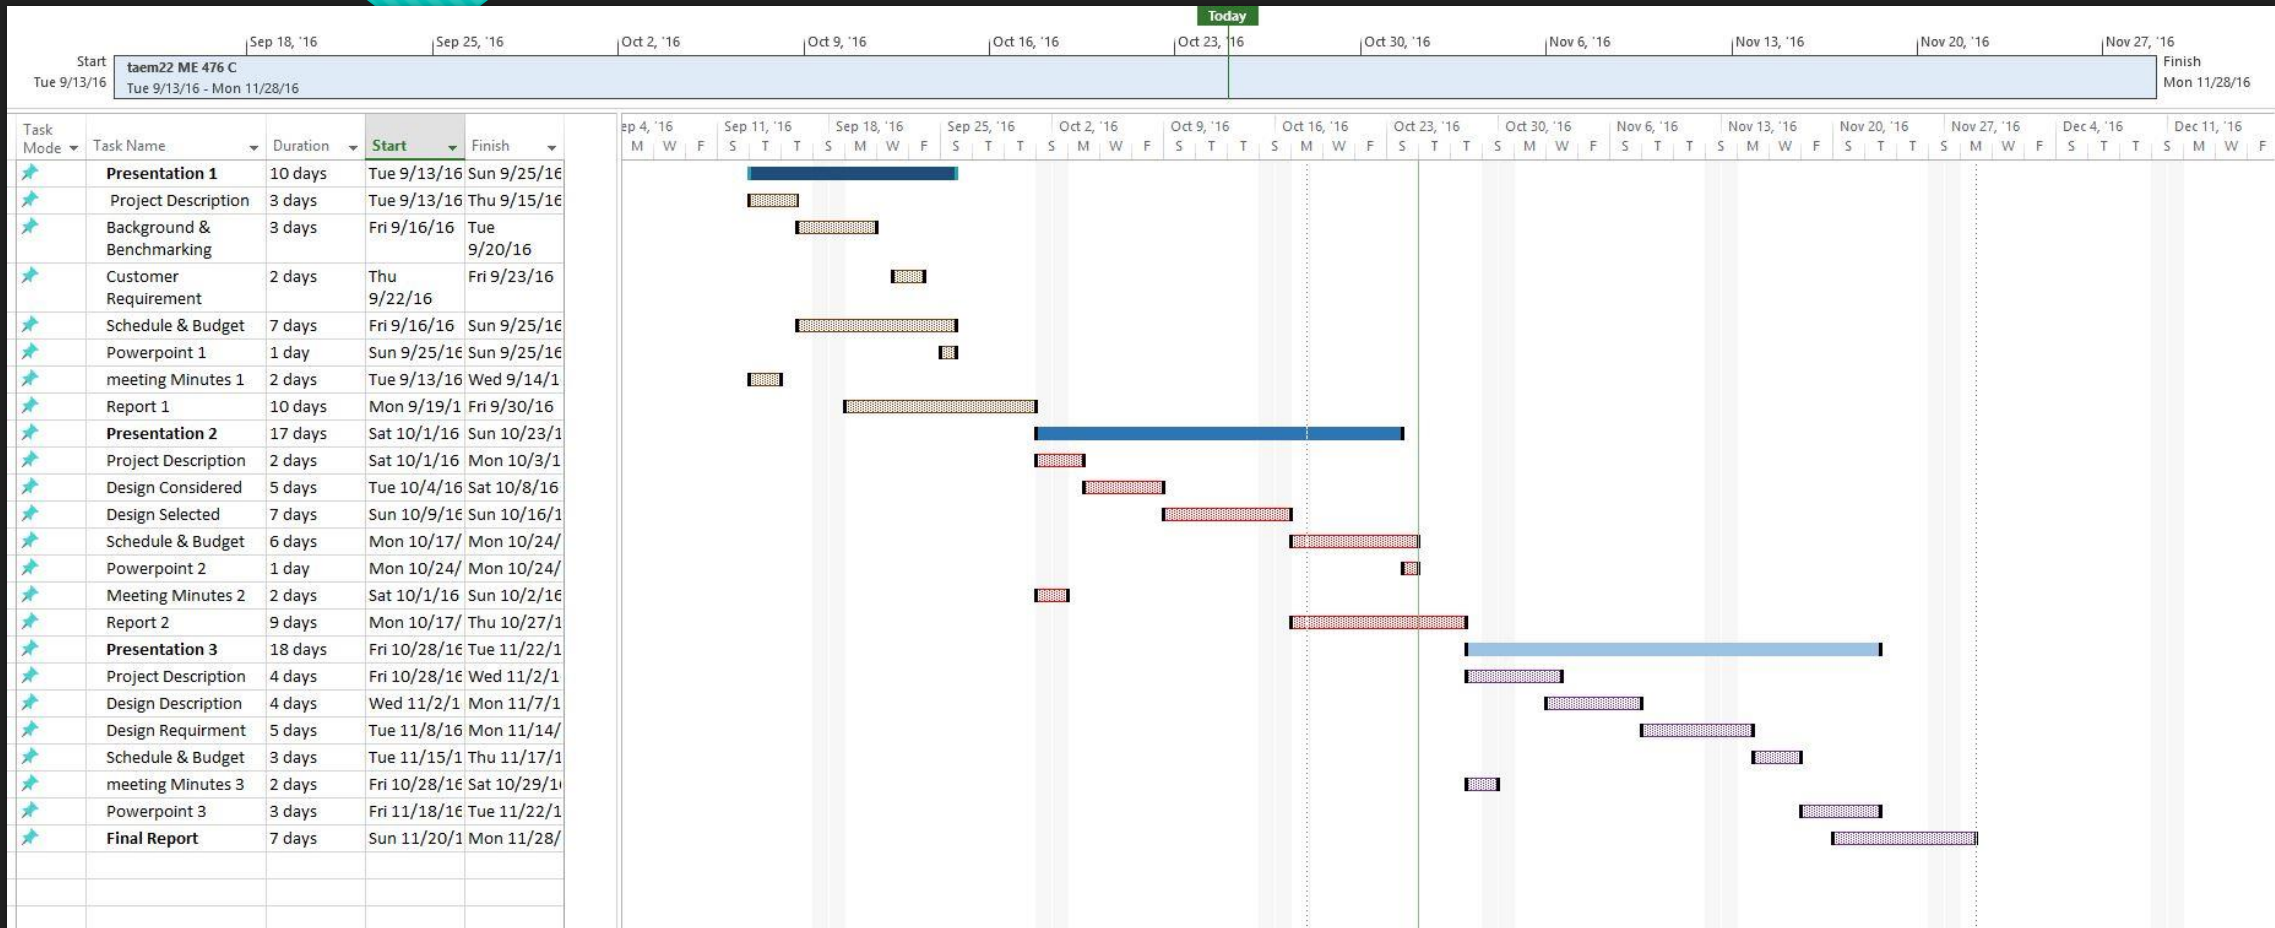 Today
Sep 18, '16 Sep 25, '16 Oct 2, '16 Oct 9, '16 Oct 16, '16 Oct 23, '16 Oct 30, '16 Nov 6, '16 Nov 13, '16 Nov 20, '16 Nov 27, '16
Start
Tue 9/13/16
taem22 ME 476 C
Tue 9/13/16 - Mon 11/28/16
Finish
Mon 11/28/16
Task Mode Task Name Duration Start Finish
ep 4, '16 Sep 11, '16 Sep 18, '16 Sep 25, '16 Oct 2, '16 Oct 9, '16 Oct 16, '16 Oct 23, '16 Oct 30, '16 Nov 6, '16 Nov 13, '16 Nov 20, '16 Nov 27, '16 Dec 4, '16 Dec 11, '16
M W F S T T S M W F S T T S M W F S T T S M W F S T T S M W F S T T S M W F S T T S M W F S T T S M W F
Presentation 1 10 days Tue 9/13/16 Sun 9/25/16
Project Description 3 days Tue 9/13/16 Thu 9/15/16
Background & Benchmarking 3 days Fri 9/16/16 Tue 9/20/16
Customer Requirement 2 days Thu 9/22/16 Fri 9/23/16
Schedule & Budget 7 days Fri 9/16/16 Sun 9/25/16
Powerpoint 1 1 day Sun 9/25/16 Sun 9/25/16
meeting Minutes 1 2 days Tue 9/13/16 Wed 9/14/1
Report 1 10 days Mon 9/19/1 Fri 9/30/16
Presentation 2 17 days Sat 10/1/16 Sun 10/23/1
Project Description 2 days Sat 10/1/16 Mon 10/3/1
Design Considered 5 days Tue 10/4/16 Sat 10/8/16
Design Selected 7 days Sun 10/9/16 Sun 10/16/1
Schedule & Budget 6 days Mon 10/17/ Mon 10/24/
Powerpoint 2 1 day Mon 10/24/ Mon 10/24/
Meeting Minutes 2 2 days Sat 10/1/16 Sun 10/2/16
Report 2 9 days Mon 10/17/ Thu 10/27/1
Presentation 3 18 days Fri 10/28/16 Tue 11/22/1
Project Description 4 days Fri 10/28/16 Wed 11/2/1
Design Description 4 days Wed 11/2/1 Mon 11/7/1
Design Requirment 5 days Tue 11/8/16 Mon 11/14/
Schedule & Budget 3 days Tue 11/15/1 Thu 11/17/1
meeting Minutes 3 2 days Fri 10/28/16 Sat 10/29/1
Powerpoint 3 3 days Fri 11/18/16 Tue 11/22/1
Final Report 7 days Sun 11/20/1 Mon 11/28/